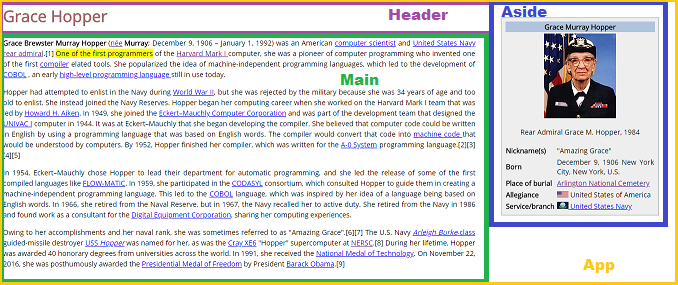 Grace Hopper
Header
Grace Brewster Murray Hopper (née Murray; December 9, 1906 – January 1, 1992) was an American computer scientist and United States Navy
rear admiral.[1] One of the first programmers of the Harvard Mark I computer, she was a pioneer of computer programming who invented one
of the first compiler elated tools. She popularized the idea of machine-independent programming languages, which led to the development of
COBOL , an early high-level programming language still in use today.
Main
Hopper had attempted to enlist in the Navy during World War II, but she was rejected by the military because she was 34 years of age and too
old to enlist. She instead joined the Navy Reserves. Hopper began her computing career when she worked on the Harvard Mark I team that was
led by Howard H. Aiken. In 1949, she joined the Eckert–Mauchly Computer Corporation and was part of the development team that designed the
UNIVAC I computer in 1944. It was at Eckert–Mauchly that she began developing the compiler. She believed that computer code could be written
in English by using a programming language that was based on English words. The compiler would convert that code into machine code that
would be understood by computers. By 1952, Hopper finished her compiler, which was written for the A-0 System programming language.[2][3]
[4][5]
In 1954, Eckert–Mauchly chose Hopper to lead their department for automatic programming, and she led the release of some of the first
compiled languages like FLOW-MATIC. In 1959, she participated in the CODASYL consortium, which consulted Hopper to guide them in creating a
machine-independent programming language. This led to the COBOL language, which was inspired by her idea of a language being based on
English words. In 1966, she retired from the Naval Reserve, but in 1967, the Navy recalled her to active duty. She retired from the Navy in 1986
and found work as a consultant for the Digital Equipment Corporation, sharing her computing experiences.
Owing to her accomplishments and her naval rank, she was sometimes referred to as "Amazing Grace".[6][7] The U.S. Navy Arleigh Burke-class
guided-missile destroyer USS Hopper was named for her, as was the Cray XE6 "Hopper" supercomputer at NERSC.[8] During her lifetime, Hopper
was awarded 40 honorary degrees from universities across the world. In 1991, she received the National Medal of Technology. On November 22,
2016, she was posthumously awarded the Presidential Medal of Freedom by President Barack Obama.[9]
Aside
Grace Murray Hopper
Rear Admiral Grace M. Hopper, 1984
Nickname(s) "Amazing Grace"
Born December 9, 1906 New York
City, New York, U.S.
Place of burial Arlington National Cemetery
Allegiance United States of America
Service/branch United States Navy
App